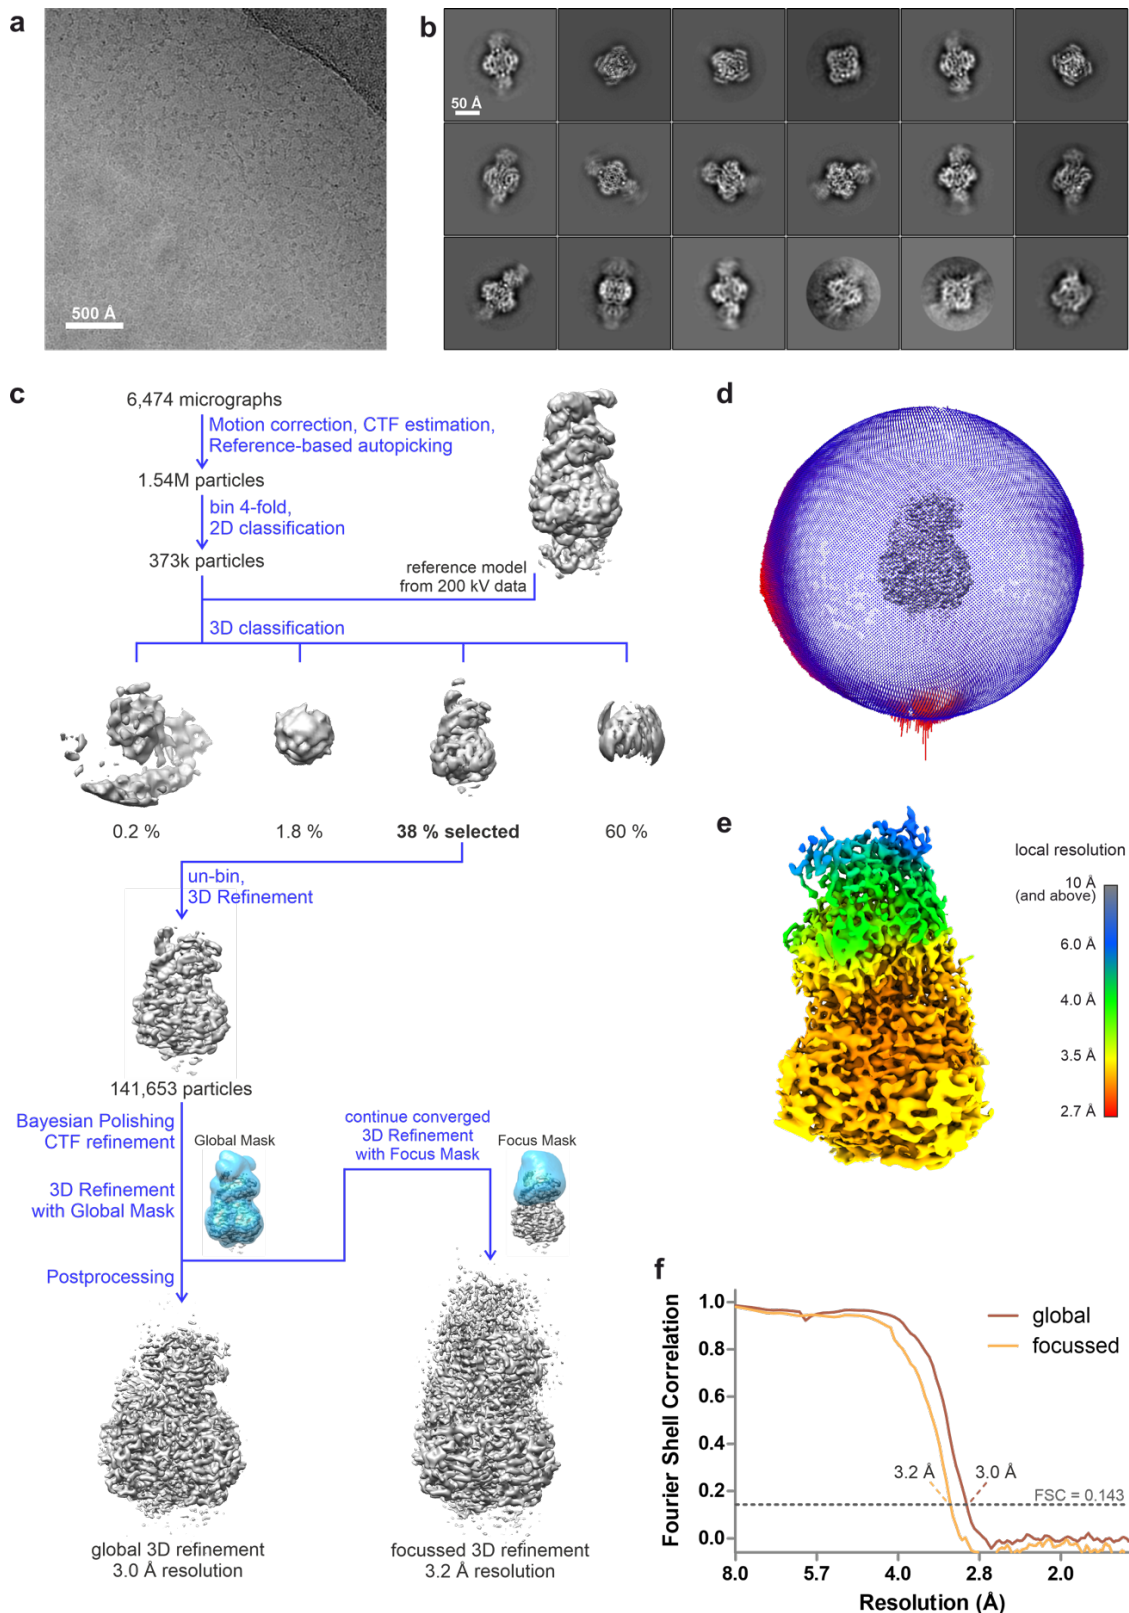 a
500 Å
b
50 Å
c
6,474 micrographs
Motion correction, CTF estimation,
Reference-based autopicking
1.54M particles
bin 4-fold,
2D classification
373k particles
reference model
from 200 kV data
3D classification
0.2 %
1.8 %
38 % selected
60 %
un-bin,
3D Refinement
141,653 particles
Bayesian Polishing
CTF refinement
Global Mask
3D Refinement
with Global Mask
continue converged
3D Refinement
with Focus Mask
Focus Mask
Postprocessing
global 3D refinement
3.0 Å resolution
focussed 3D refinement
3.2 Å resolution
d
e
local resolution
10 Å
(and above)
6.0 Å
4.0 Å
3.5 Å
2.7 Å
f
Fourier Shell Correlation
1.0
0.8
0.6
0.4
0.2
0.0
global
focussed
3.2 Å
3.0 Å
FSC = 0.143
8.0
5.7
4.0
2.8
2.0
Resolution (Å)